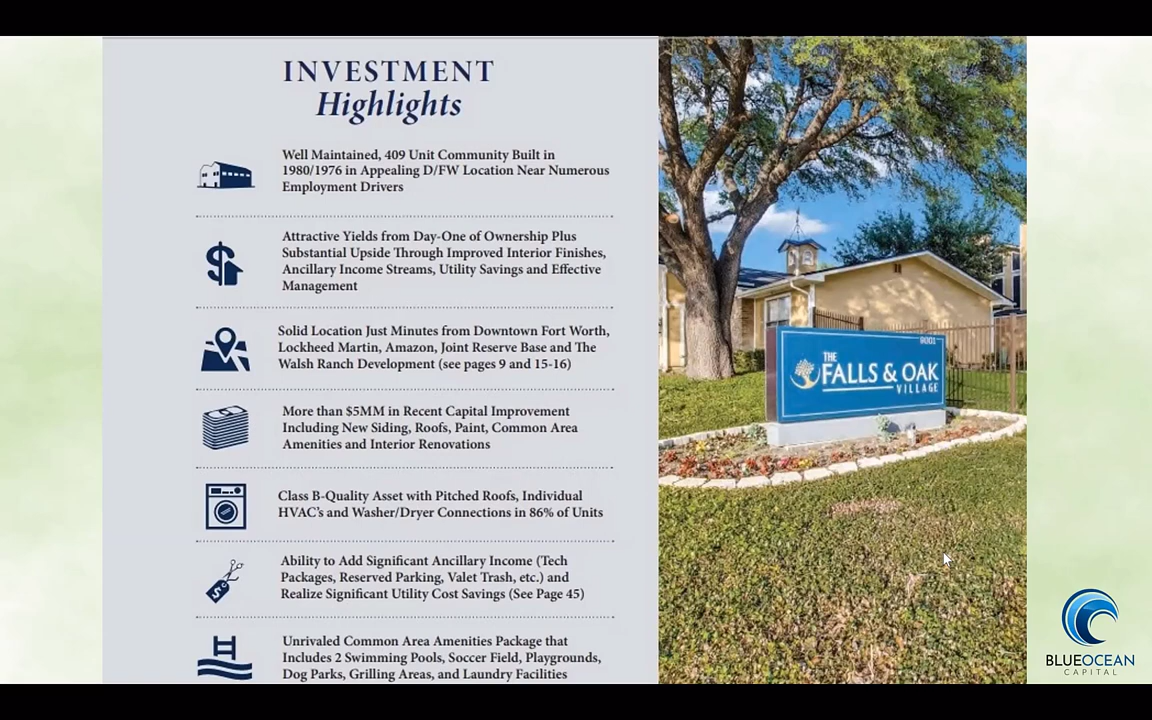 INVESTMENT
Highlights
Well Maintained, 409 Unit Community Built in
1980/1976 in Appealing D/FW Location Near Numerous
Employment Drivers
Attractive Yields from Day-One of Ownership Plus
Substantial Upside Through Improved Interior Finishes,
Ancillary Income Streams, Utility Savings and Effective
Management
Solid Location Just Minutes from Downtown Fort Worth,
Lockheed Martin, Amazon, Joint Reserve Base and The
Walsh Ranch Development (see pages 9 and 15-16)
More than $5MM in Recent Capital Improvement
Including New Siding, Roofs, Paint, Common Area
Amenities and Interior Renovations
Class B-Quality Asset with Pitched Roofs, Individual
HVAC's and Washer/Dryer Connections in 86% of Units
Ability to Add Significant Ancillary Income (Tech
Packages, Reserved Parking, Valet Trash, etc.) and
Realize Significant Utility Cost Savings (See Page 45)
Unrivaled Common Area Amenities Package that
Includes 2 Swimming Pools, Soccer Field, Playgrounds,
Dog Parks, Grilling Areas, and Laundry Facilities
9001
THE
FALLS & OAK
VILLAGE
BLUEOCEAN
CAPITAL